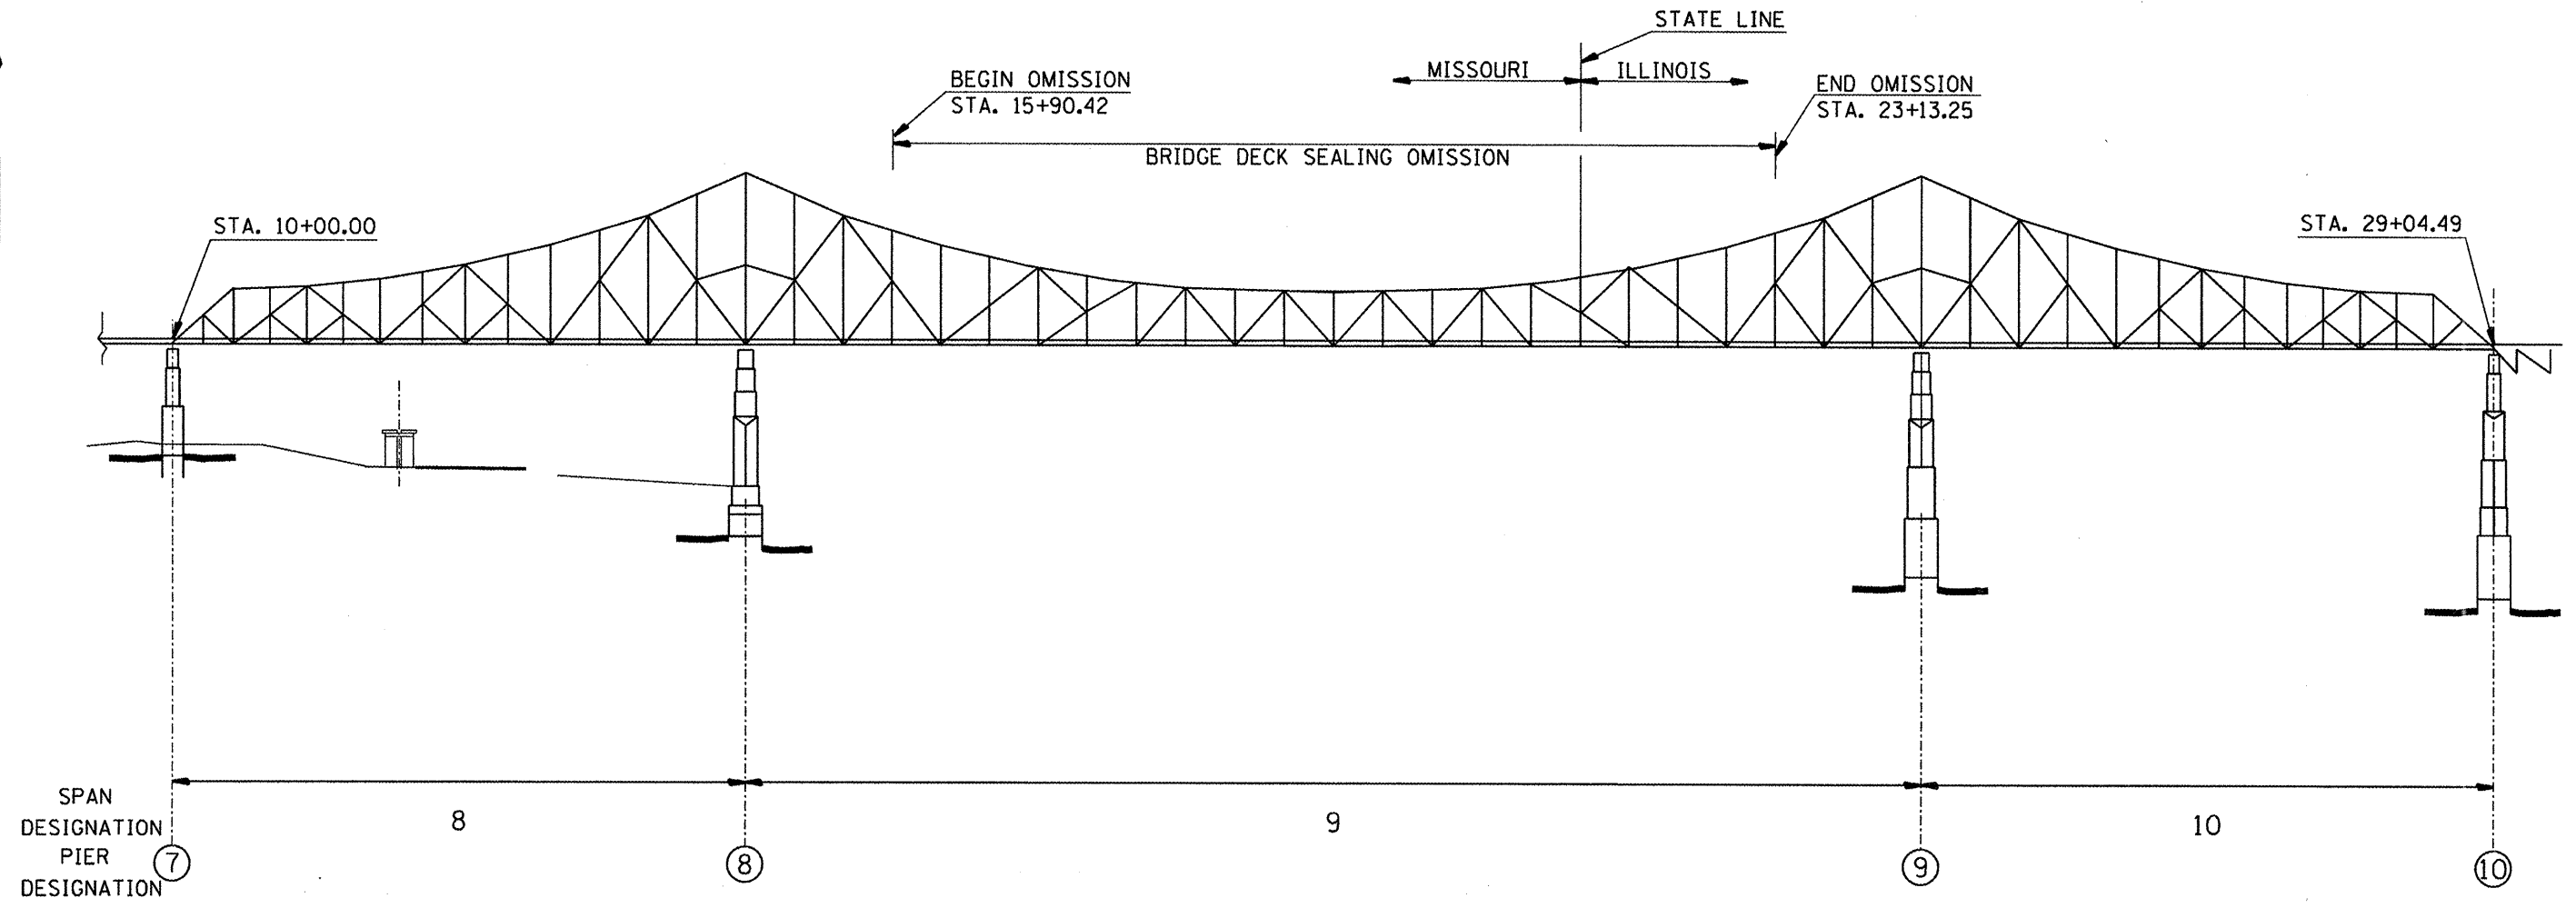 STATE LINE
MISSOURI
ILLINOIS
BEGIN OMISSION
STA. 15+90.42
END OMISSION
STA. 23+13.25
BRIDGE DECK SEALING OMISSION
STA. 10+00.00
STA. 29+04.49
SPAN
DESIGNATION
8
9
10
PIER
DESIGNATION
7
8
9
10